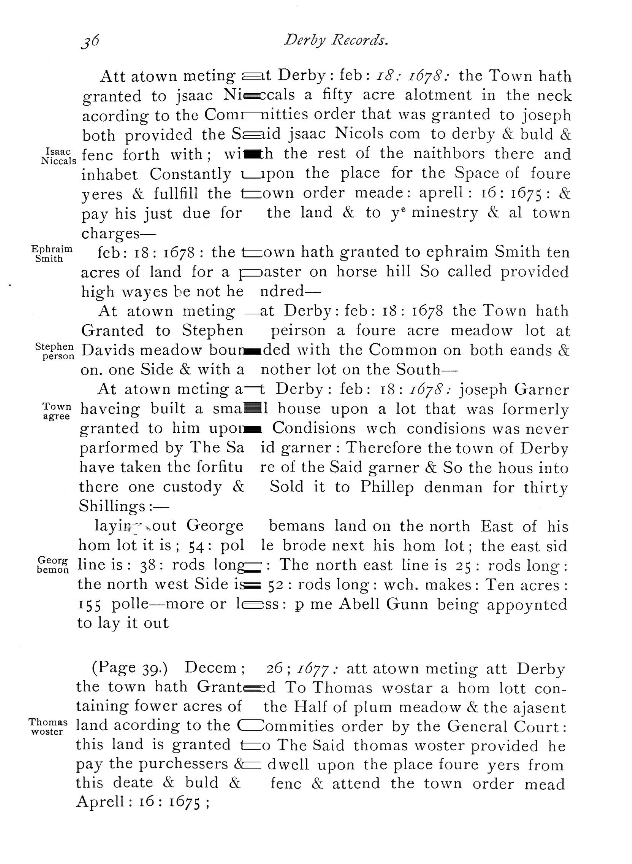 36 Derby Records.
Att atown meting at Derby : feb : 18 : 1678 : the Town hath
granted to jsaac Niccals a fifty acre alotment in the neck
acording to the Committies order that was granted to joseph
both provided the Said jsaac Nicols com to derby & buld &
Isaac Niccals
fenc forth with ; with the rest of the naithbors there and
inhabet Constantly upon the place for the Space of foure
yeres & fullfill the town order meade : aprell : 16 : 1675 : &
pay his just due for the land & to yᵉ minestry & al town
charges—
Ephraim Smith
feb : 18 : 1678 : the town hath granted to ephraim Smith ten
acres of land for a paaster on horse hill So called provided
high wayes be not he ndred—
At atown meting at Derby : feb : 18 : 1678 the Town hath
Granted to Stephen peirson a foure acre meadow lot at
Stephen person
Davids meadow bounded with the Common on both eands &
on. one Side & with a nother lot on the South—
At atown meting at Derby : feb : 18 : 1678 : joseph Garner
Town agree
haveing built a small house upon a lot that was formerly
granted to him upon Condisions wch condisions was never
parformed by The Sa id garner : Therefore the town of Derby
have taken the forfitu re of the Said garner & So the hous into
there one custody & Sold it to Phillep denman for thirty
Shillings :—
laying out George bemans land on the north East of his
hom lot it is ; 54 : pol le brode next his hom lot ; the east sid
Georg bemon
line is : 38 : rods long : The north east line is 25 : rods long :
the north west Side is 52 : rods long : wch. makes : Ten acres :
155 polle—more or less : p me Abell Gunn being appoynted
to lay it out
(Page 39.) Decem ; 26 ; 1677 : att atown meting att Derby
the town hath Granted To Thomas wostar a hom lott con-
taining fower acres of the Half of plum meadow & the ajasent
Thomas woster
land acording to the Commities order by the General Court :
this land is granted to The Said thomas woster provided he
pay the purchessers & dwell upon the place foure yers from
this deate & buld & fenc & attend the town order mead
Aprell : 16 : 1675 ;